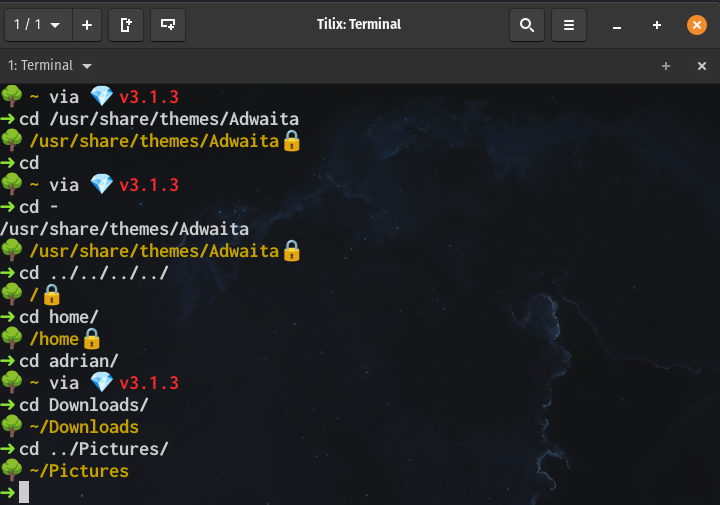 1 / 1
Tilix: Terminal
1: Terminal
~ via v3.1.3
cd /usr/share/themes/Adwaita
/usr/share/themes/Adwaita
cd
~ via v3.1.3
cd -
/usr/share/themes/Adwaita
/usr/share/themes/Adwaita
cd ../../../../
/
cd home/
/home
cd adrian/
~ via v3.1.3
cd Downloads/
~/Downloads
cd ../Pictures/
~/Pictures